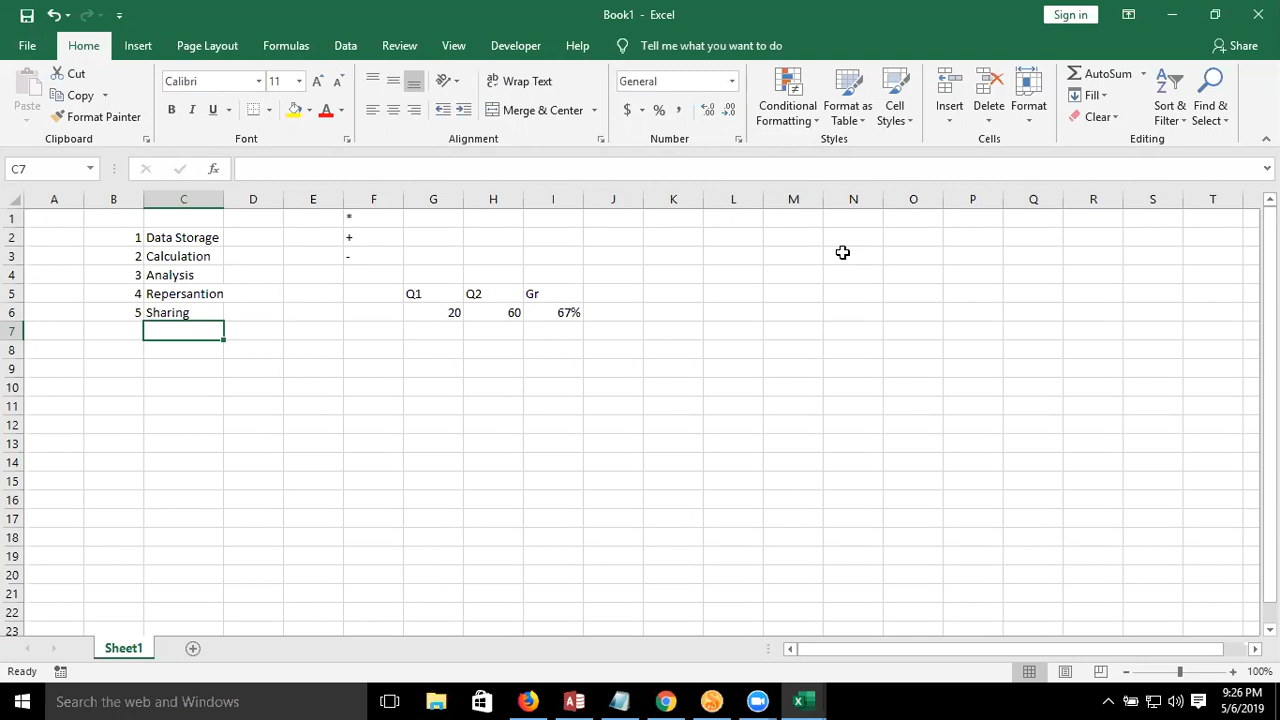 Book1 - Excel
Sign in
File Home Insert Page Layout Formulas Data Review View Developer Help Tell me what you want to do Share
Paste
Cut
Copy
Format Painter
Clipboard
Calibri 11
B I U
A A
Font
Wrap Text
Merge & Center
Alignment
General
$ % ,
Number
Conditional Formatting
Format as Table
Cell Styles
Styles
Insert
Delete
Format
Cells
AutoSum
Fill
Clear
Sort & Filter
Find & Select
Editing
C7
fx
A B C D E F G H I J K L M N O P Q R S T
1 *
2 1 Data Storage +
3 2 Calculation -
4 3 Analysis
5 4 Repersantion Q1 Q2 Gr
6 5 Sharing 20 60 67%
7
8
9
10
11
12
13
14
15
16
17
18
19
20
21
22
23
Sheet1
Ready
100%
Search the web and Windows
9:26 PM
5/6/2019